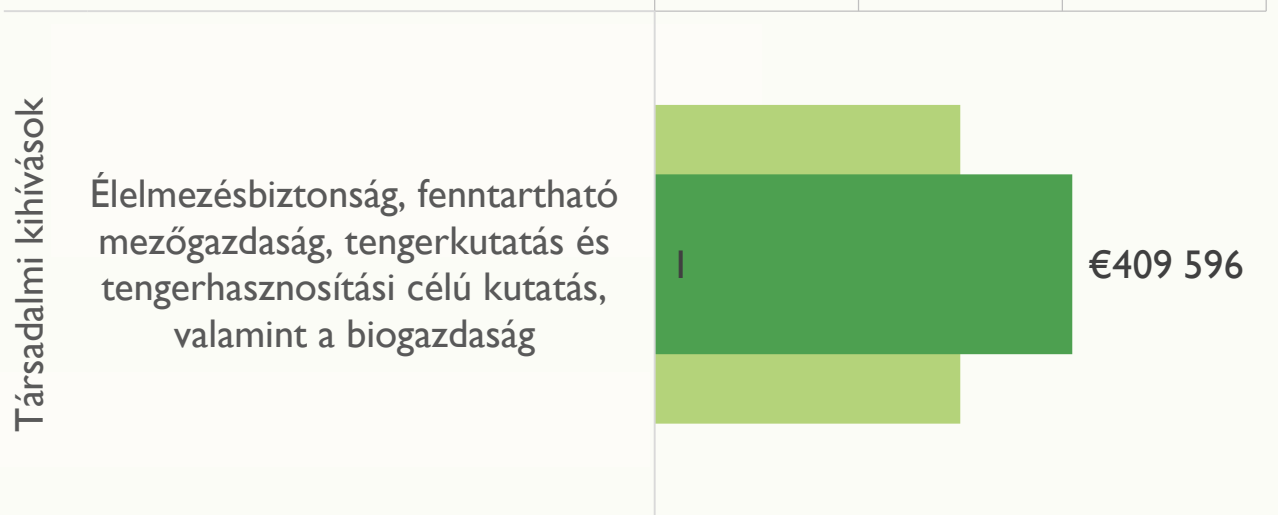 Társadalmi kihívások
Élelmezésbiztonság, fenntartható
mezőgazdaság, tengerkutatás és
tengerhasznosítási célú kutatás,
valamint a biogazdaság
1
€409 596